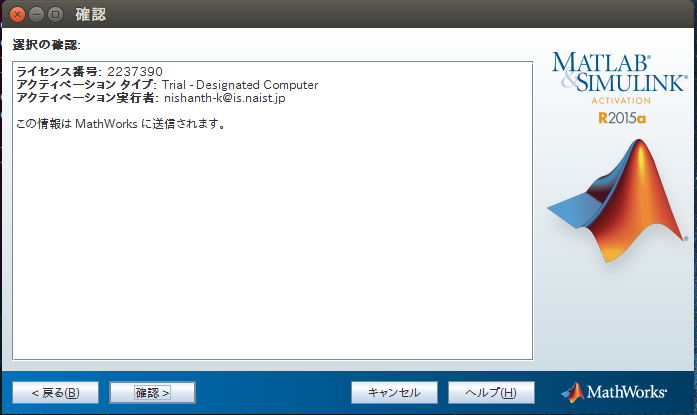 確認
選択の確認:
ライセンス番号: 2237390
アクティベーション タイプ: Trial - Designated Computer
アクティベーション実行者: nishanth-k@is.naist.jp
この情報は MathWorks に送信されます。
MATLAB®
&SIMULINK®
ACTIVATION
R2015a
®
< 戻る(B)
確認 >
キャンセル
ヘルプ(H)
MathWorks®